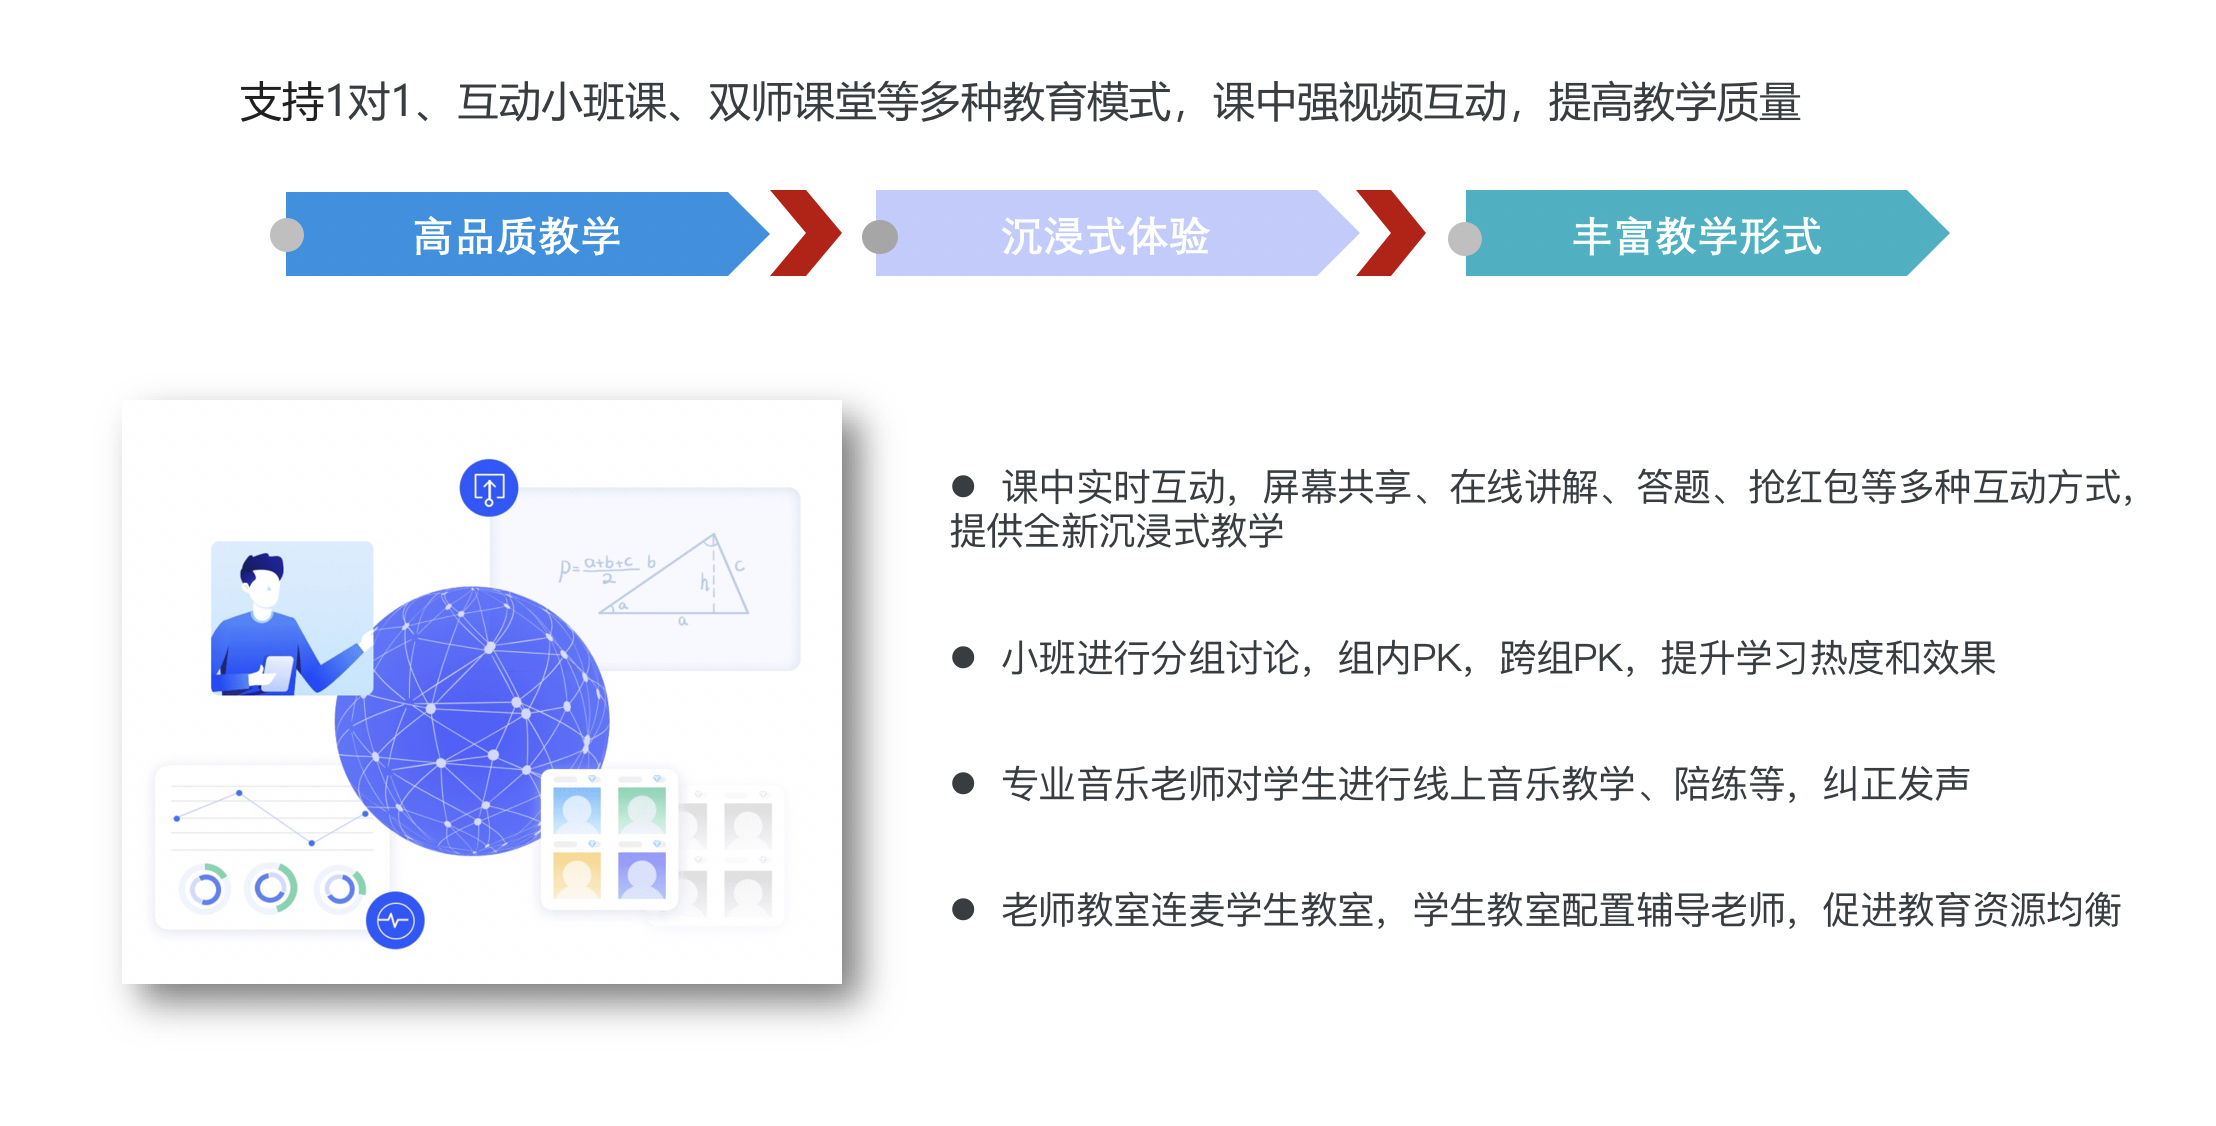 支持1对1、互动小班课、双师课堂等多种教育模式，课中强视频互动，提高教学质量
高品质教学
沉浸式体验
丰富教学形式
p=a+b+c/2
b
c
h
a
a
● 课中实时互动，屏幕共享、在线讲解、答题、抢红包等多种互动方式，
提供全新沉浸式教学
● 小班进行分组讨论，组内PK，跨组PK，提升学习热度和效果
● 专业音乐老师对学生进行线上音乐教学、陪练等，纠正发声
● 老师教室连麦学生教室，学生教室配置辅导老师，促进教育资源均衡